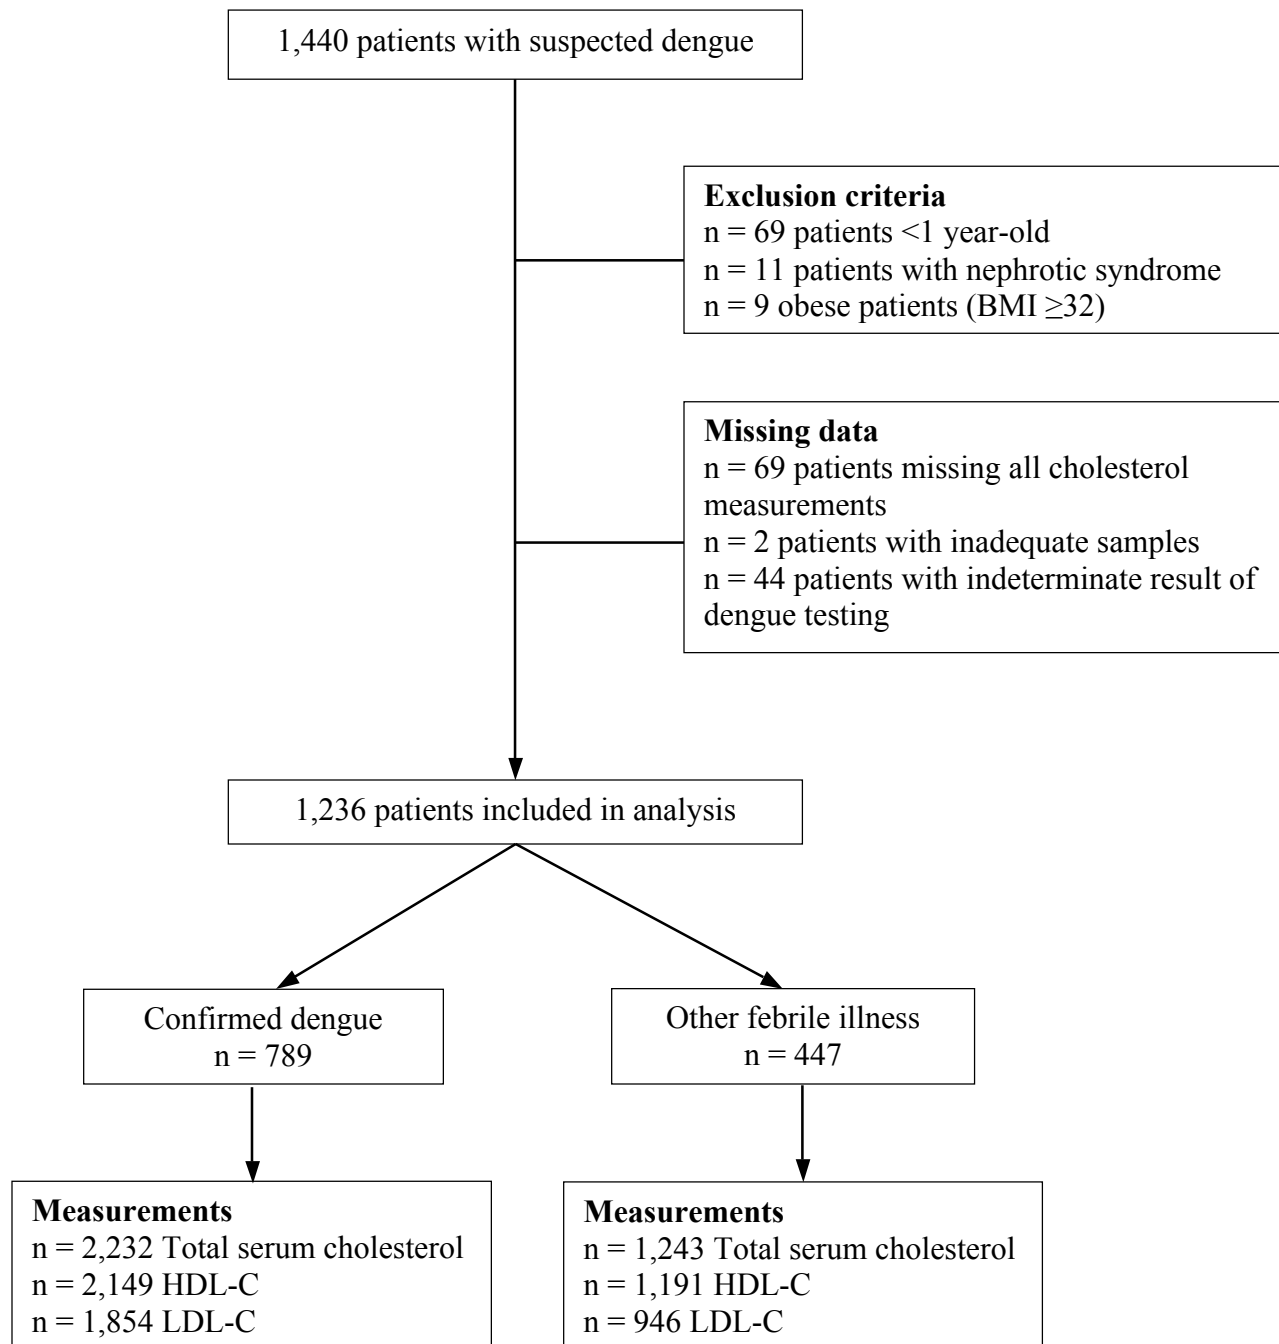 1,440 patients with suspected dengue
Exclusion criteria
n = 69 patients <1 year-old
n = 11 patients with nephrotic syndrome
n = 9 obese patients (BMI ≥32)
Missing data
n = 69 patients missing all cholesterol
measurements
n = 2 patients with inadequate samples
n = 44 patients with indeterminate result of
dengue testing
1,236 patients included in analysis
Confirmed dengue
n = 789
Other febrile illness
n = 447
Measurements
n = 2,232 Total serum cholesterol
n = 2,149 HDL-C
n = 1,854 LDL-C
Measurements
n = 1,243 Total serum cholesterol
n = 1,191 HDL-C
n = 946 LDL-C